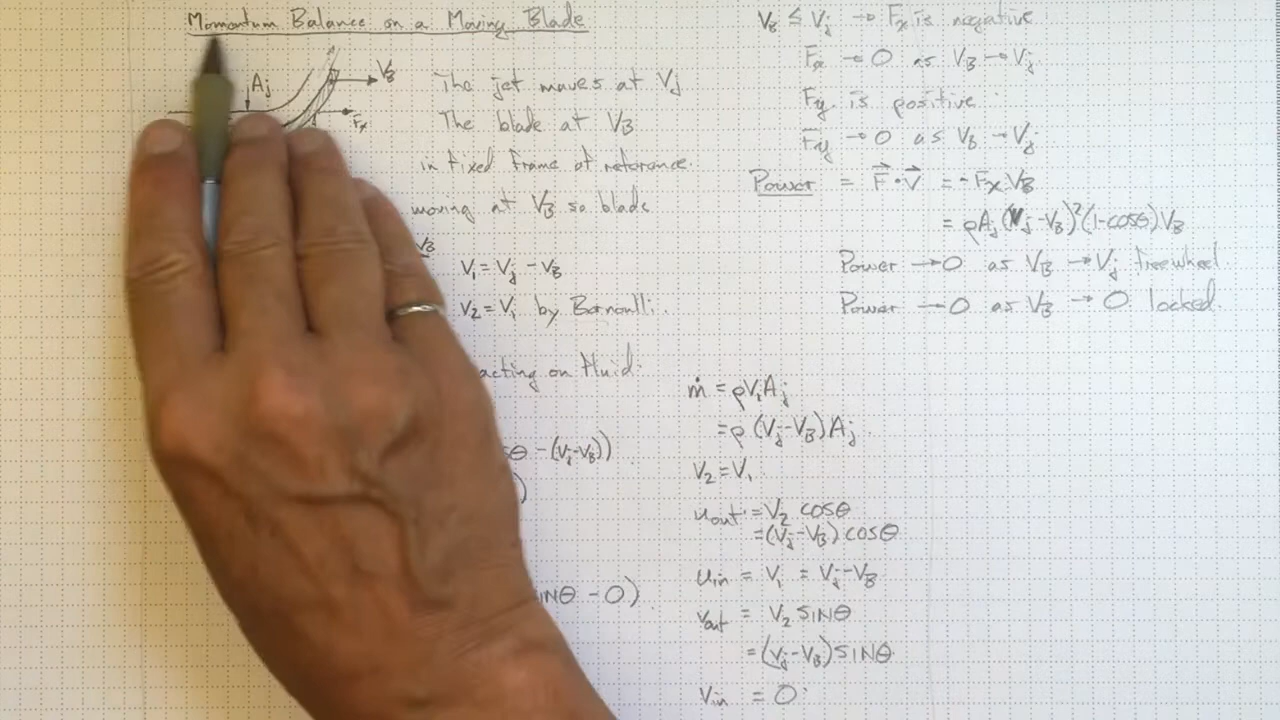 Momentum Balance on a Moving Blade
Aj
VB
Fx
The jet moves at Vj
The blade at VB
in fixed frame of reference.
moving at VB so blade
VB
V1 = Vj - VB
V2 = V1 by Bernoulli.
acting on fluid.
θ - (Vj-VB))
)
INθ - 0)
VB ≤ Vj → Fx is negative
Fx → 0 as VB → Vj
Fy is positive
Fy → 0 as VB → Vj
Power = F⃗·V⃗ = -FxVB
= ρAj(Vj-VB)²(1-cosθ)VB
Power → 0 as VB → Vj freewheel
Power → 0 as VB → 0 locked.
ṁ = ρV1Aj
= ρ(Vj-VB)Aj
V2 = V1
uout = V2 cosθ
= (Vj-VB)cosθ
uin = V1 = Vj-VB
vout = V2 SINθ
= (Vj-VB)SINθ
Vin = 0